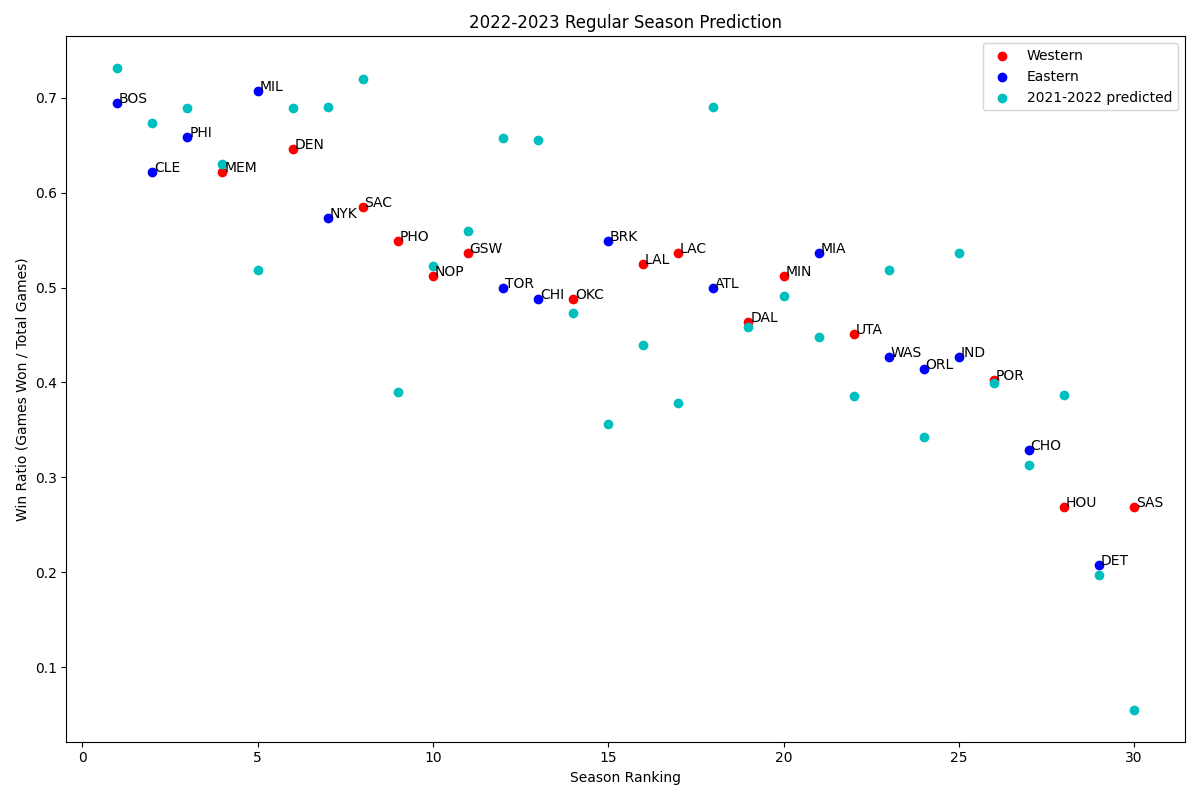 2022-2023 Regular Season Prediction
Western
Eastern
2021-2022 predicted
Win Ratio (Games Won / Total Games)
0.7
0.6
0.5
0.4
0.3
0.2
0.1
BOS
MIL
PHI
CLE
MEM
DEN
NYK
SAC
PHO
GSW
NOP
BRK
LAL
LAC
MIA
TOR
CHI
OKC
ATL
MIN
DAL
UTA
WAS
ORL
IND
POR
CHO
HOU
SAS
DET
0
5
10
15
20
25
30
Season Ranking